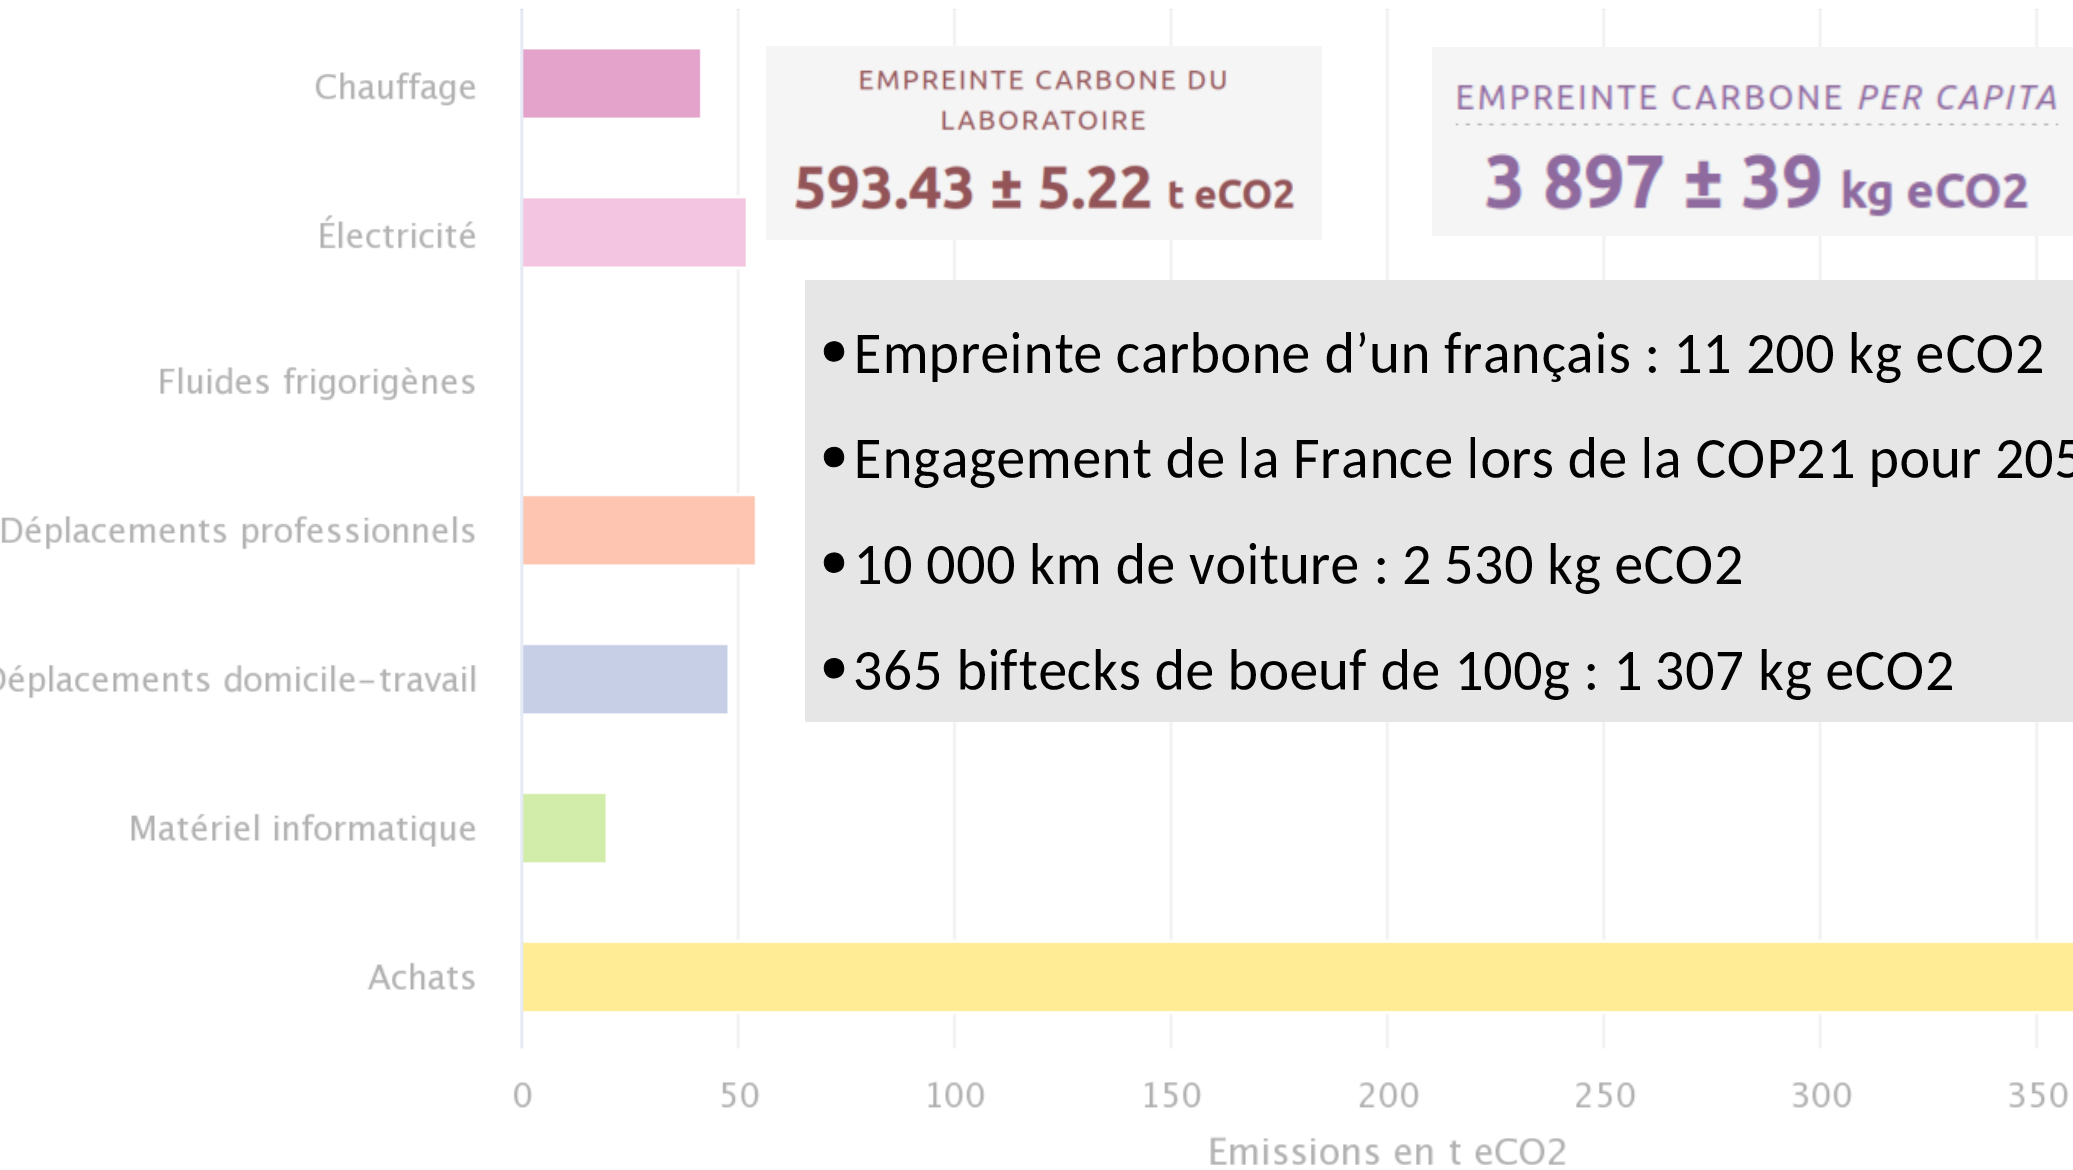 Chauffage
EMPREINTE CARBONE DU
LABORATOIRE
593.43 ± 5.22 t eCO2
EMPREINTE CARBONE PER CAPITA
3 897 ± 39 kg eCO2
Électricité
Fluides frigorigènes
Déplacements professionnels
Déplacements domicile–travail
Matériel informatique
Achats
•Empreinte carbone d’un français : 11 200 kg eCO2
•Engagement de la France lors de la COP21 pour 205
•10 000 km de voiture : 2 530 kg eCO2
•365 biftecks de boeuf de 100g : 1 307 kg eCO2
0 50 100 150 200 250 300 350
Emissions en t eCO2